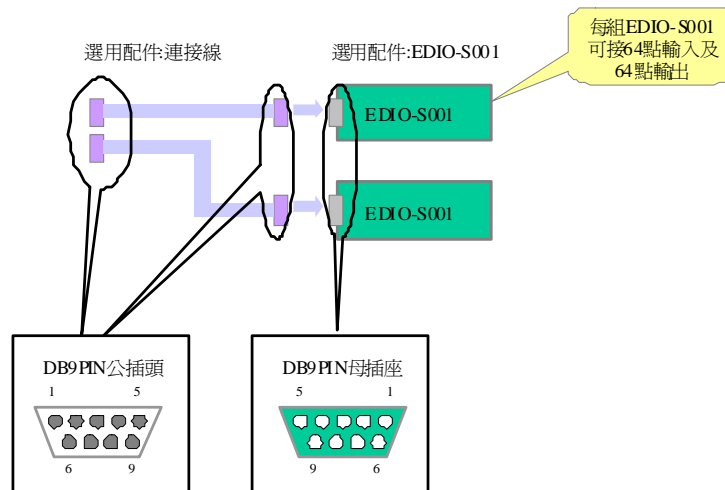 選用配件:連接線
選用配件:EDIO-S001
每組EDIO-S001
可接64點輸入及
64點輸出
EDIO-S001
EDIO-S001
DB9PIN公插頭
1 5
6 9
DB9PIN母插座
5 1
9 6